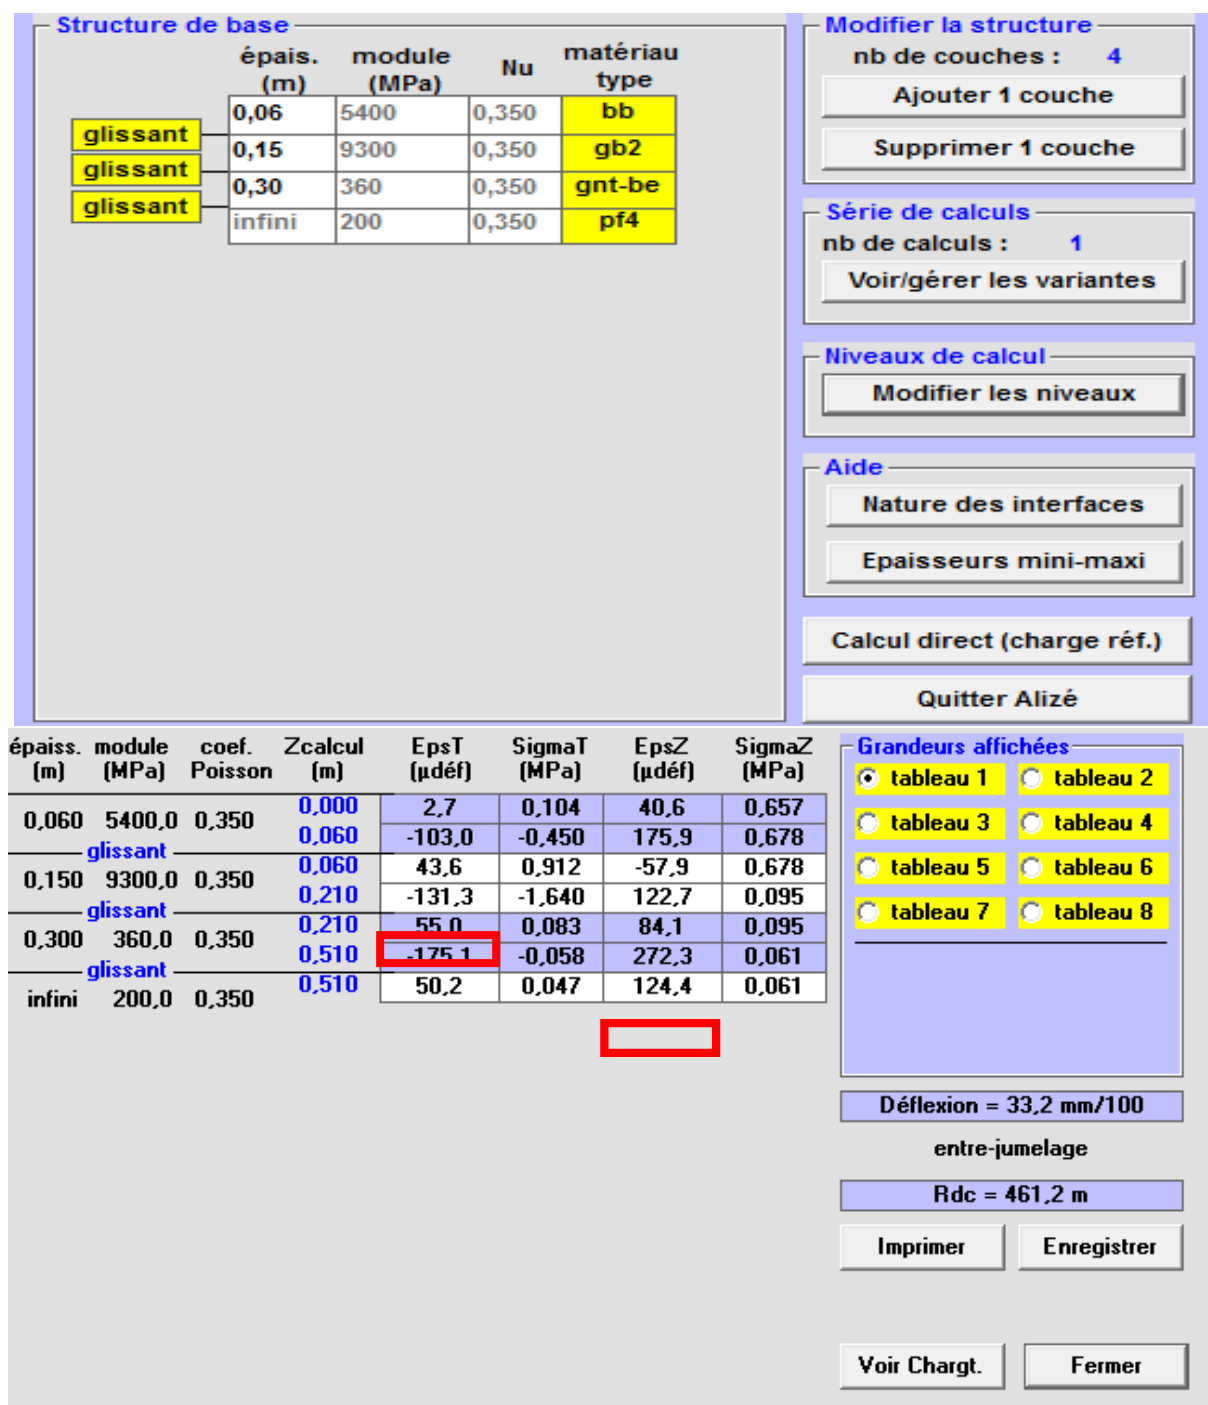 Structure de base
épais. (m) module (MPa) Nu matériau type
0,06 5400 0,350 bb
glissant
0,15 9300 0,350 gb2
glissant
0,30 360 0,350 gnt-be
glissant
infini 200 0,350 pf4
Modifier la structure
nb de couches : 4
Ajouter 1 couche
Supprimer 1 couche
Série de calculs
nb de calculs : 1
Voir/gérer les variantes
Niveaux de calcul
Modifier les niveaux
Aide
Nature des interfaces
Epaisseurs mini-maxi
Calcul direct (charge réf.)
Quitter Alizé
épaiss. module coef. Zcalcul EpsT SigmaT EpsZ SigmaZ
(m) (MPa) Poisson (m) (µdéf) (MPa) (µdéf) (MPa)
0,000 2,7 0,104 40,6 0,657
0,060 5400,0 0,350
0,060 -103,0 -0,450 175,9 0,678
glissant
0,060 43,6 0,912 -57,9 0,678
0,150 9300,0 0,350
0,210 -131,3 -1,640 122,7 0,095
glissant
0,210 55,0 0,083 84,1 0,095
0,300 360,0 0,350
0,510 -175,1 -0,058 272,3 0,061
glissant
0,510 50,2 0,047 124,4 0,061
infini 200,0 0,350
Grandeurs affichées
tableau 1 tableau 2
tableau 3 tableau 4
tableau 5 tableau 6
tableau 7 tableau 8
Déflexion = 33,2 mm/100
entre-jumelage
Rdc = 461,2 m
Imprimer Enregistrer
Voir Chargt. Fermer